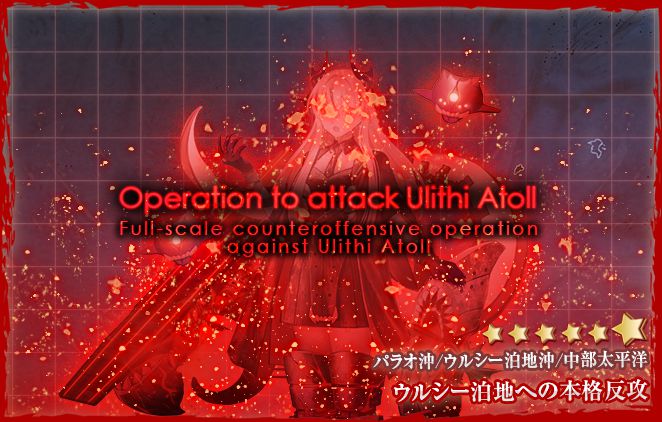 Operation to attack Ulithi Atoll
Full-scale counteroffensive operation
against Ulithi Atoll
パラオ沖/ウルシー泊地沖/中部太平洋
ウルシー泊地への本格反攻